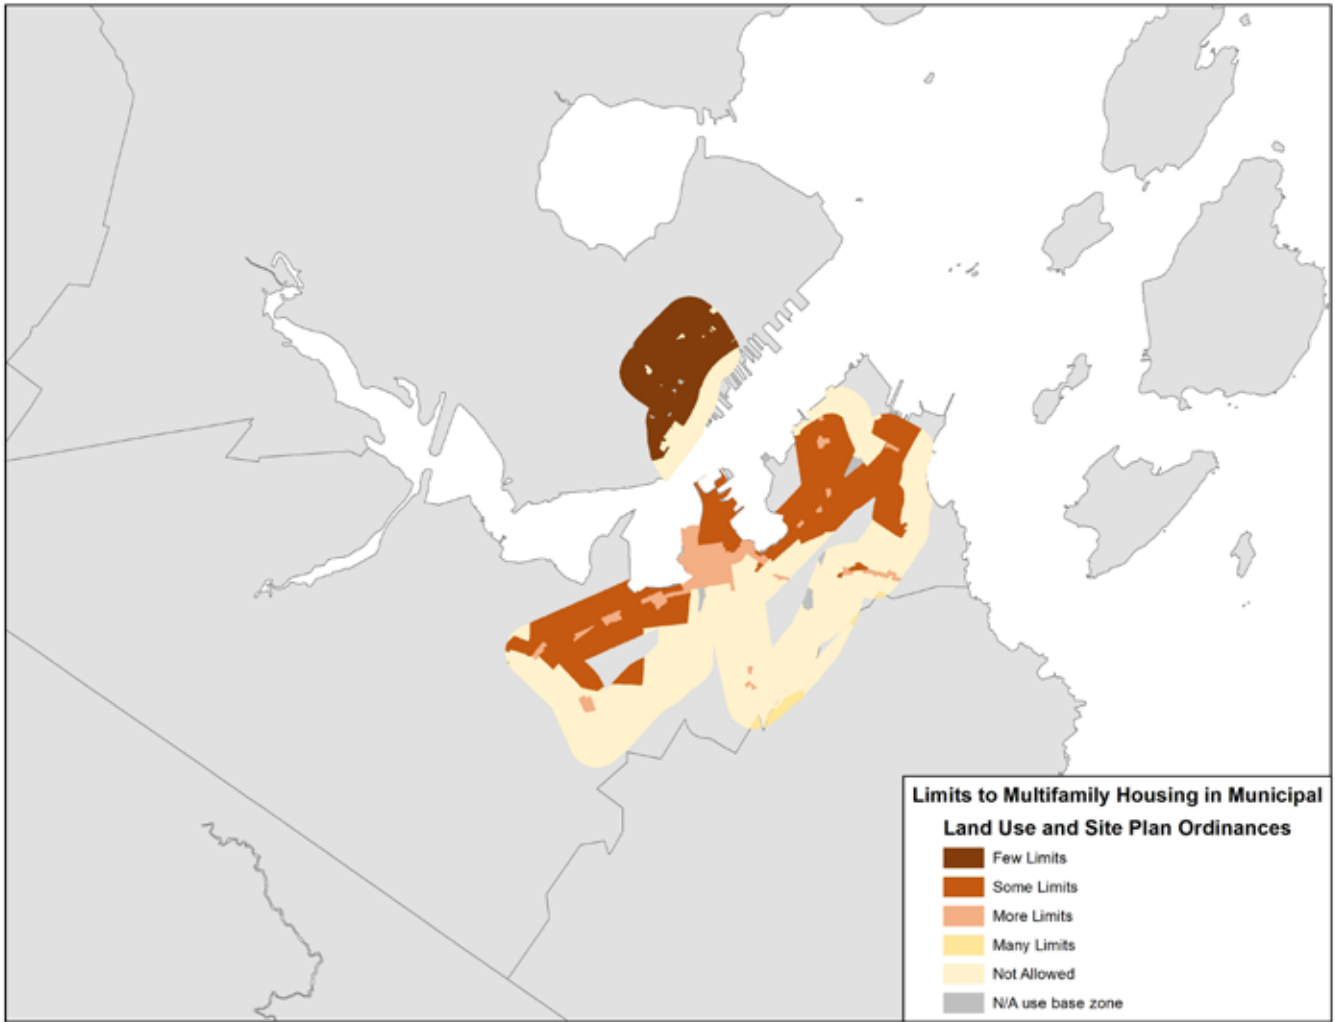 Limits to Multifamily Housing in Municipal
Land Use and Site Plan Ordinances
Few Limits
Some Limits
More Limits
Many Limits
Not Allowed
N/A use base zone